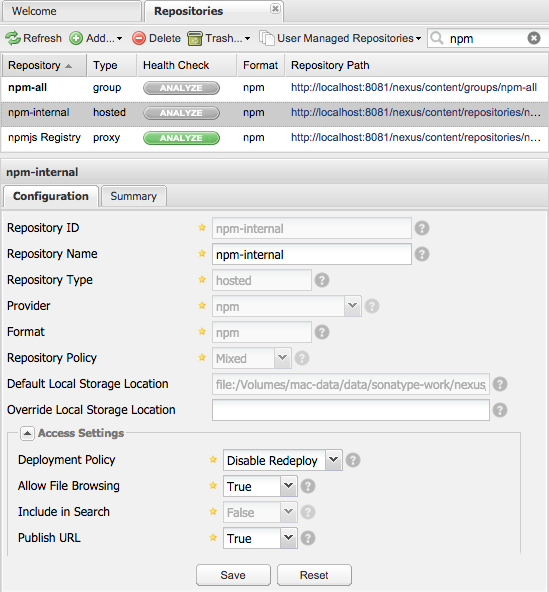 Welcome
Repositories
Refresh Add... Delete Trash... User Managed Repositories npm
Repository Type Health Check Format Repository Path
npm-all group ANALYZE npm http://localhost:8081/nexus/content/groups/npm-all
npm-internal hosted ANALYZE npm http://localhost:8081/nexus/content/repositories/n...
npmjs Registry proxy ANALYZE npm http://localhost:8081/nexus/content/repositories/n...
npm-internal
Configuration Summary
Repository ID npm-internal ?
Repository Name npm-internal ?
Repository Type hosted ?
Provider npm ?
Format npm ?
Repository Policy Mixed ?
Default Local Storage Location file:/Volumes/mac-data/data/sonatype-work/nexus, ?
Override Local Storage Location ?
Access Settings
Deployment Policy Disable Redeploy ?
Allow File Browsing True ?
Include in Search False ?
Publish URL True ?
Save Reset